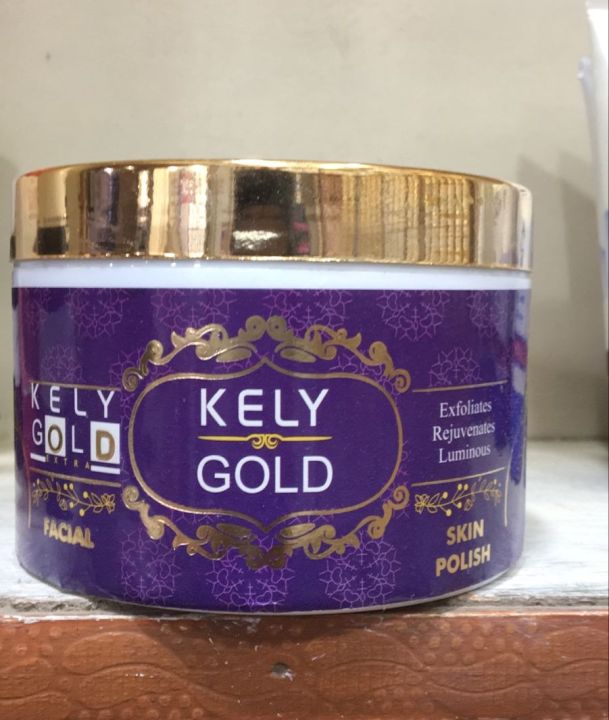 KELY
GOLD
EXTRA
FACIAL
KELY
GOLD
Exfoliates
Rejuvenates
Luminous
SKIN
POLISH